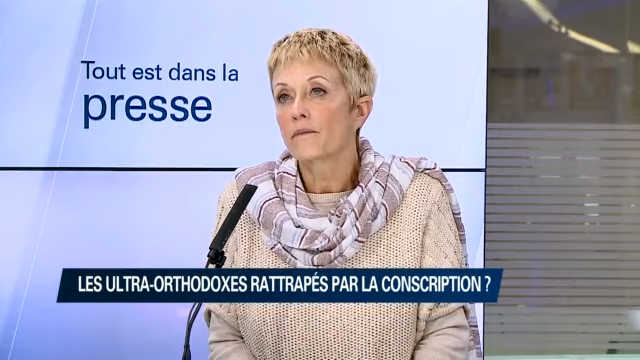 Tout est dans la
presse
LES ULTRA-ORTHODOXES RATTRAPÉS PAR LA CONSCRIPTION ?